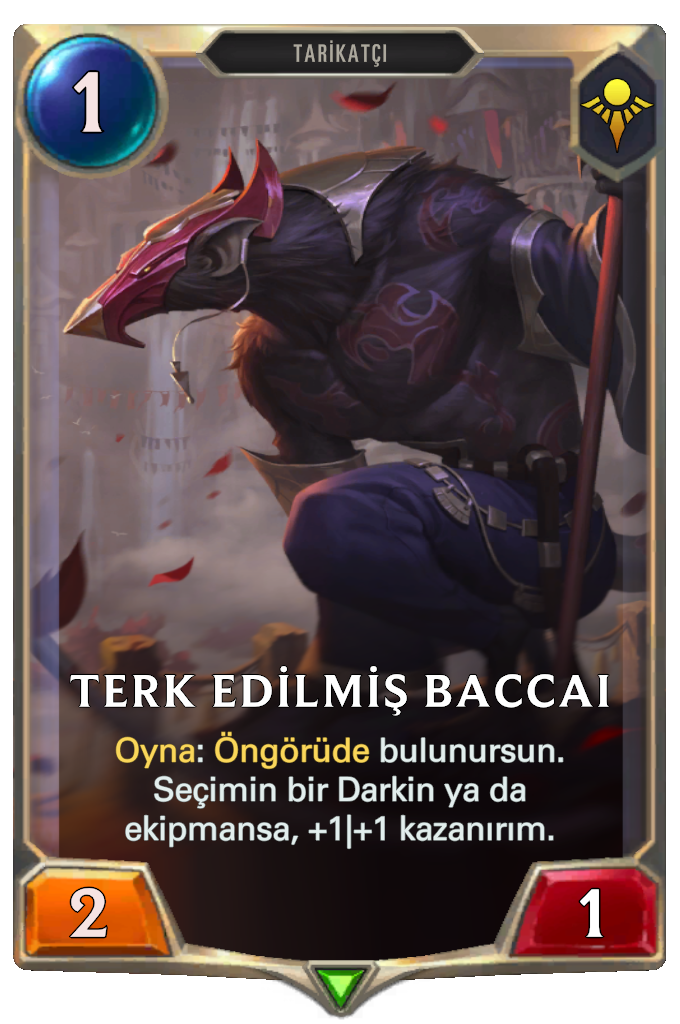 1
TARİKATÇI
TERK EDİLMİŞ BACCAI
Oyna: Öngörüde bulunursun.
Seçimin bir Darkin ya da
ekipmansa, +1|+1 kazanırım.
2
1